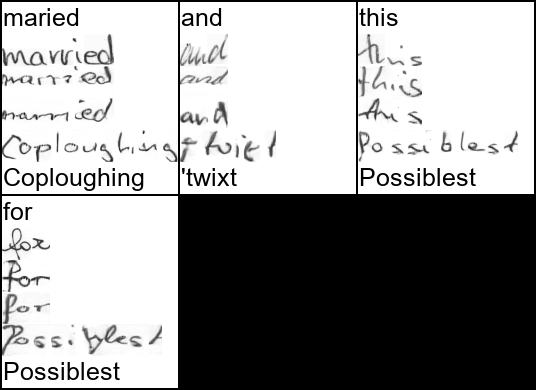 maried
married
married
married
Coploughing
Coploughing
and
and
and
and
'twixt
'twixt
this
this
this
this
Possiblest
Possiblest
for
for
for
for
Possiblest
Possiblest